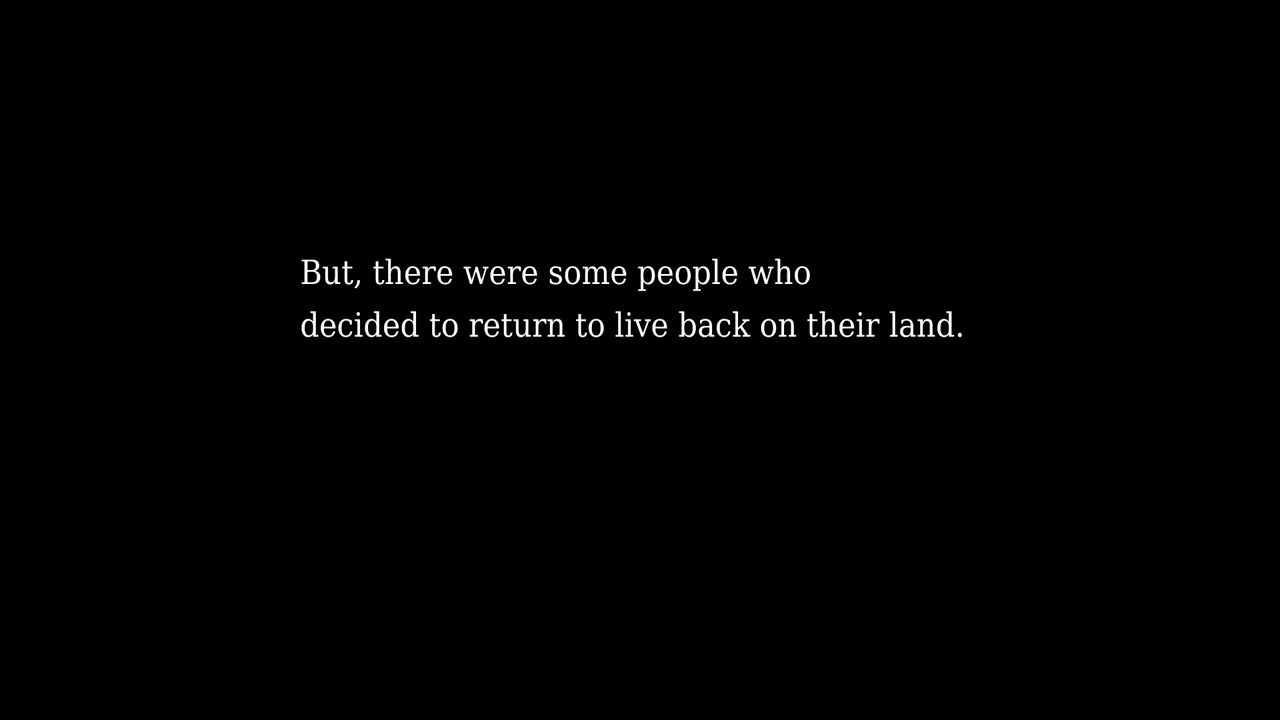 But, there were some people who
decided to return to live back on their land.